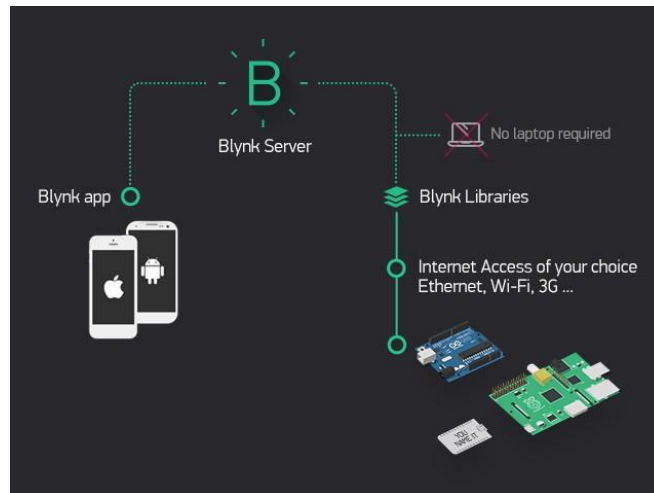 B
Blynk Server
No laptop required
Blynk app
Blynk Libraries
Internet Access of your choice
Ethernet, Wi-Fi, 3G ...
YOU
NAME IT